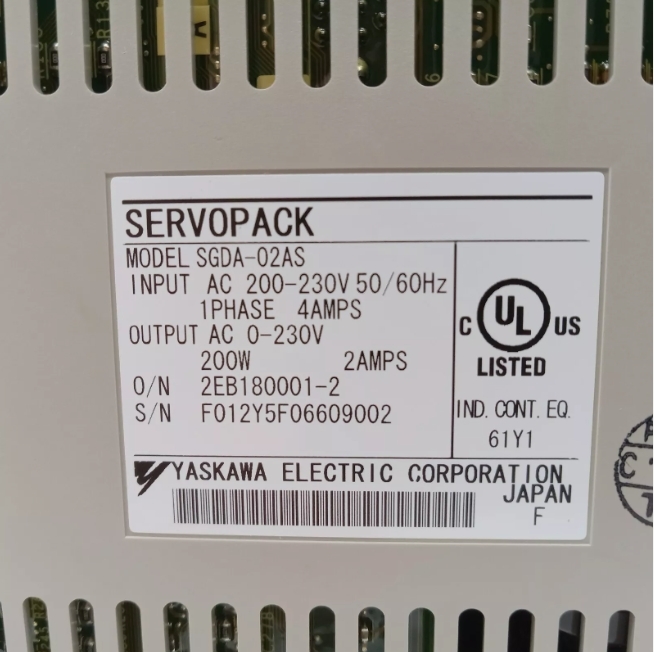 SERVOPACK
MODEL SGDA-02AS
INPUT AC 200-230V 50/60Hz
1PHASE 4AMPS
OUTPUT AC 0-230V
200W 2AMPS
O/N 2EB180001-2
S/N F012Y5F06609002
C UL US
LISTED
IND. CONT. EQ.
61Y1
YASKAWA ELECTRIC CORPORATION
JAPAN
F